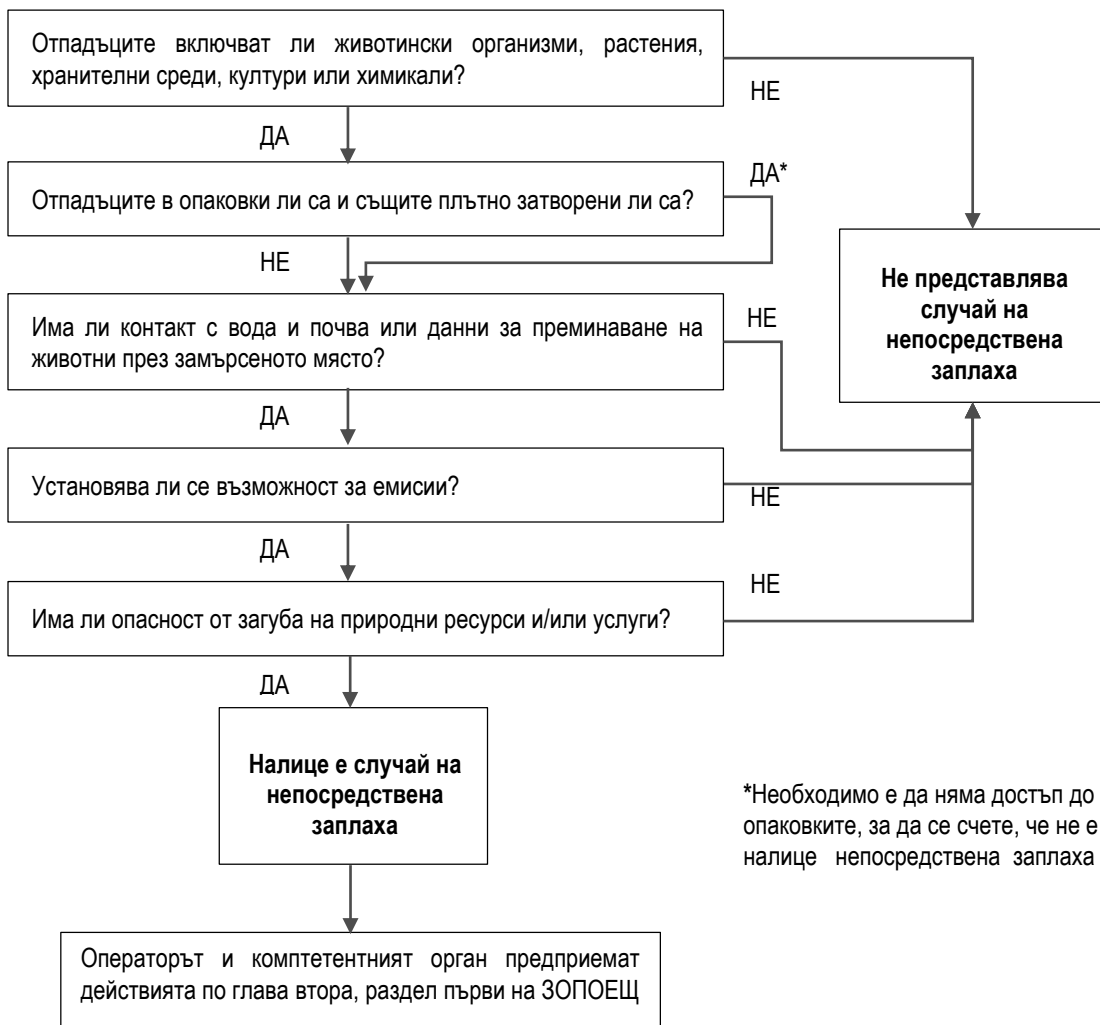 Отпадъците включват ли животински организми, растения,
хранителни среди, култури или химикали?
НЕ
ДА
Отпадъците в опаковки ли са и същите плътно затворени ли са?
ДА*
НЕ
Не представлява
случай на
непосредствена
заплаха
Има ли контакт с вода и почва или данни за преминаване на
животни през замърсеното място?
НЕ
ДА
Установява ли се възможност за емисии?
НЕ
ДА
Има ли опасност от загуба на природни ресурси и/или услуги?
НЕ
ДА
Налице е случай на
непосредствена
заплаха
*Необходимо е да няма достъп до
опаковките, за да се счете, че не е
налице непосредствена заплаха
Операторът и комптетентният орган предприемат
действията по глава втора, раздел първи на ЗОПОЕЩ